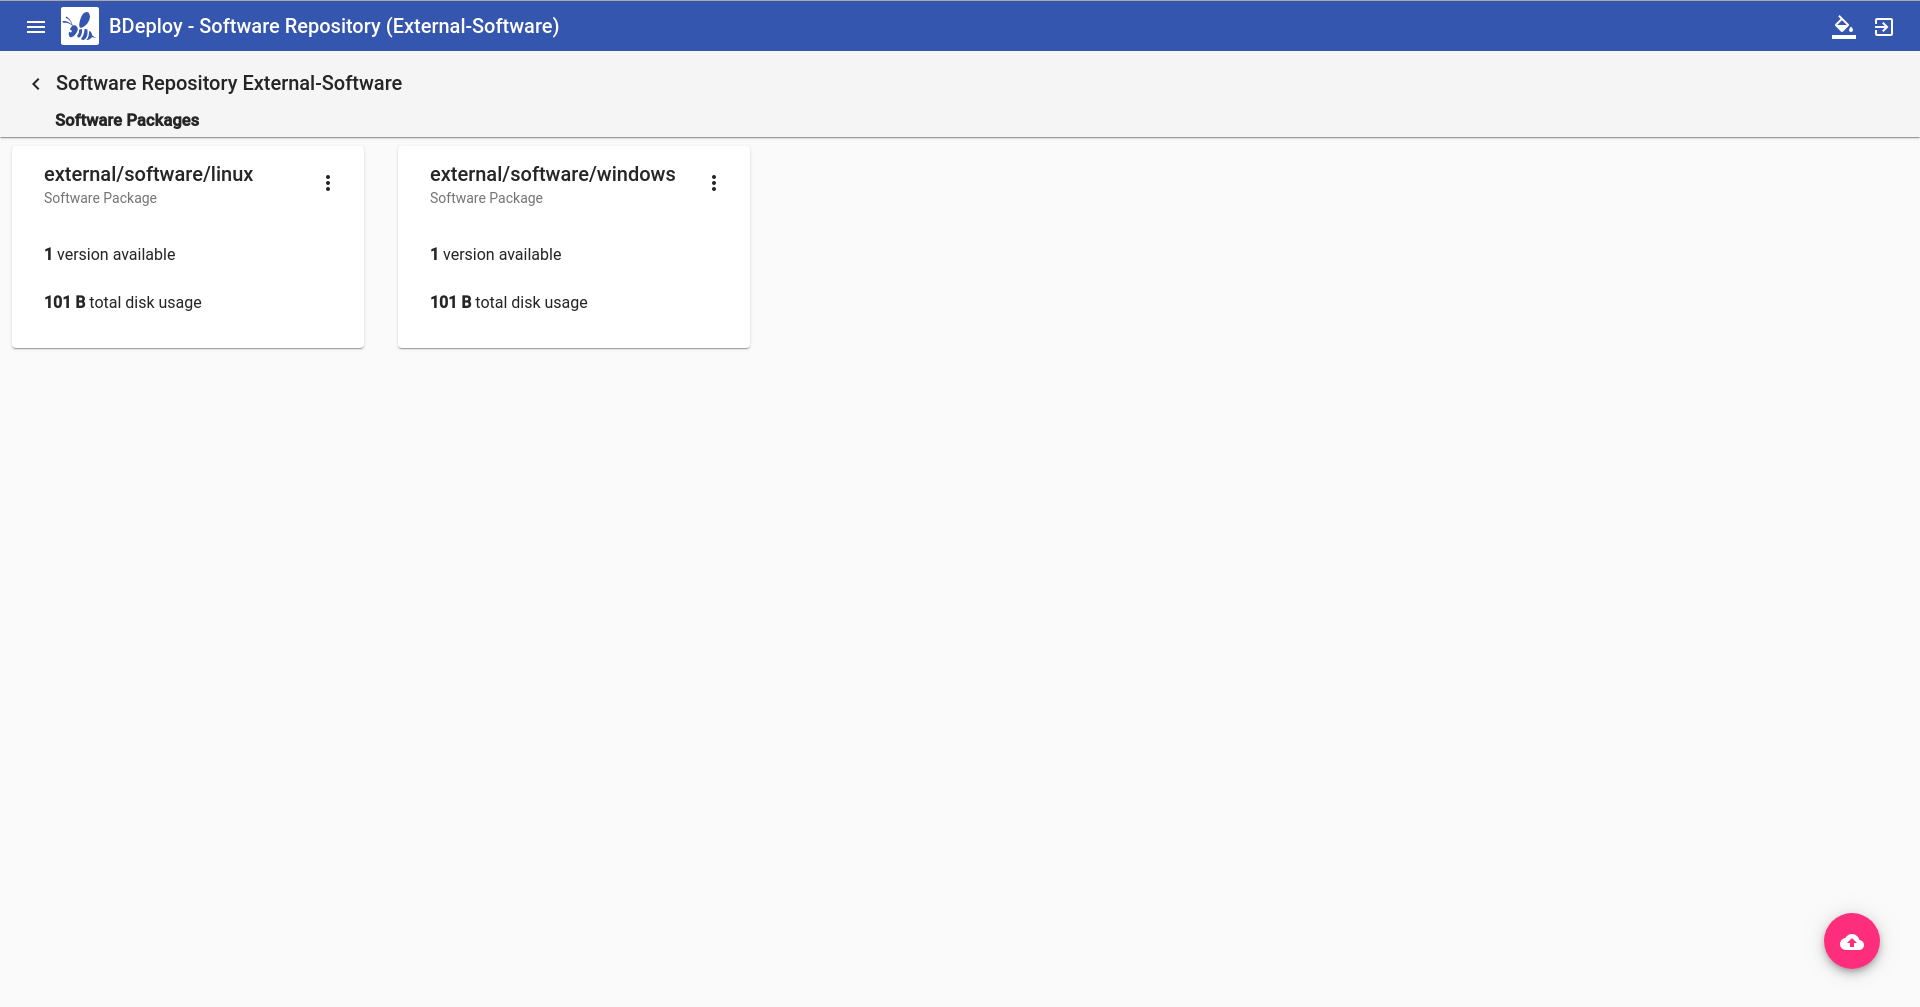 BDeploy - Software Repository (External-Software)
Software Repository External-Software
Software Packages
external/software/linux
Software Package
1 version available
101 B total disk usage
external/software/windows
Software Package
1 version available
101 B total disk usage